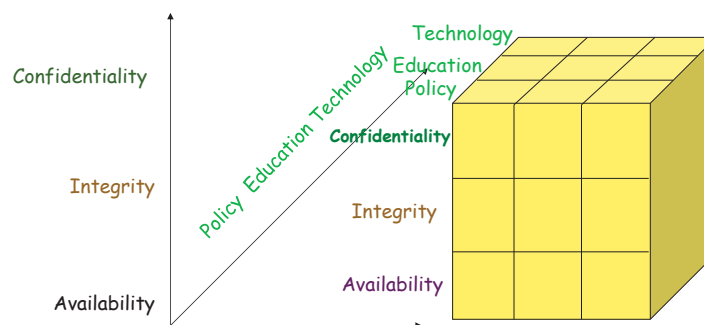 Confidentiality
Integrity
Availability
Policy Education Technology
Technology
Education
Policy
Confidentiality
Integrity
Availability